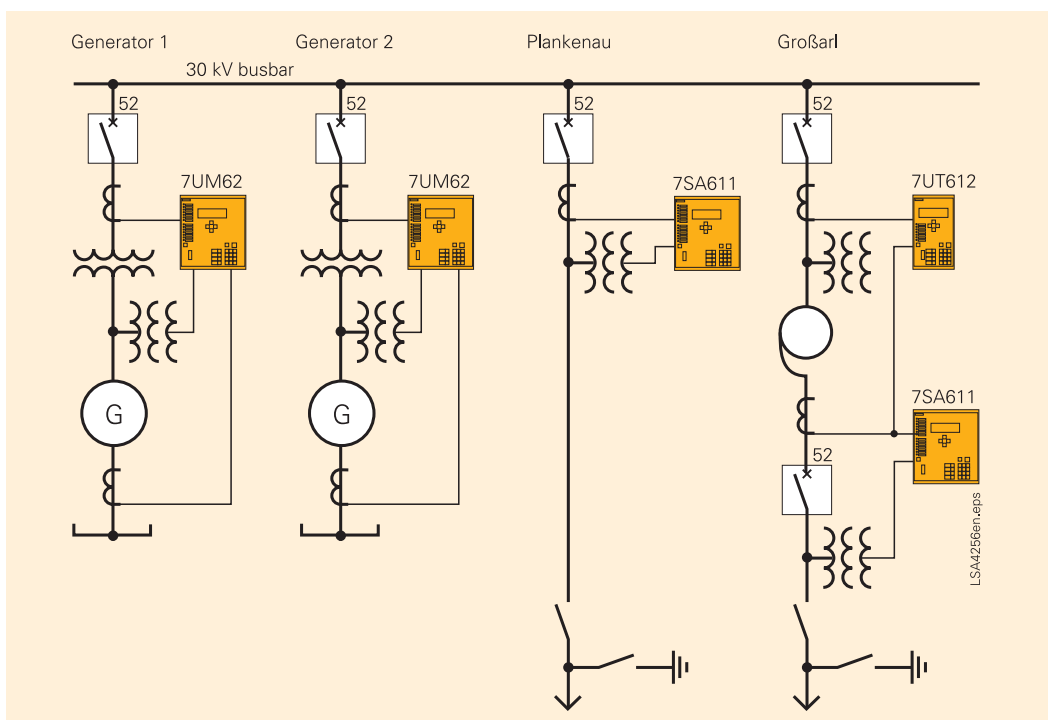 Generator 1
Generator 2
Plankenau
Großarl
30 kV busbar
52
52
52
52
7UM62
7UM62
7SA611
7UT612
7SA611
52
G
G
LSA4256en.eps